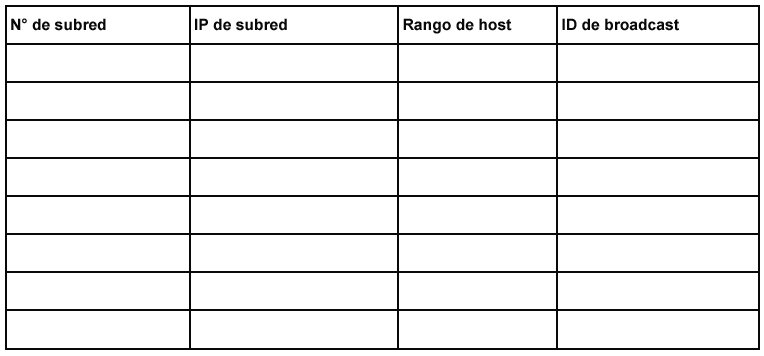 N° de subred IP de subred Rango de host ID de broadcast